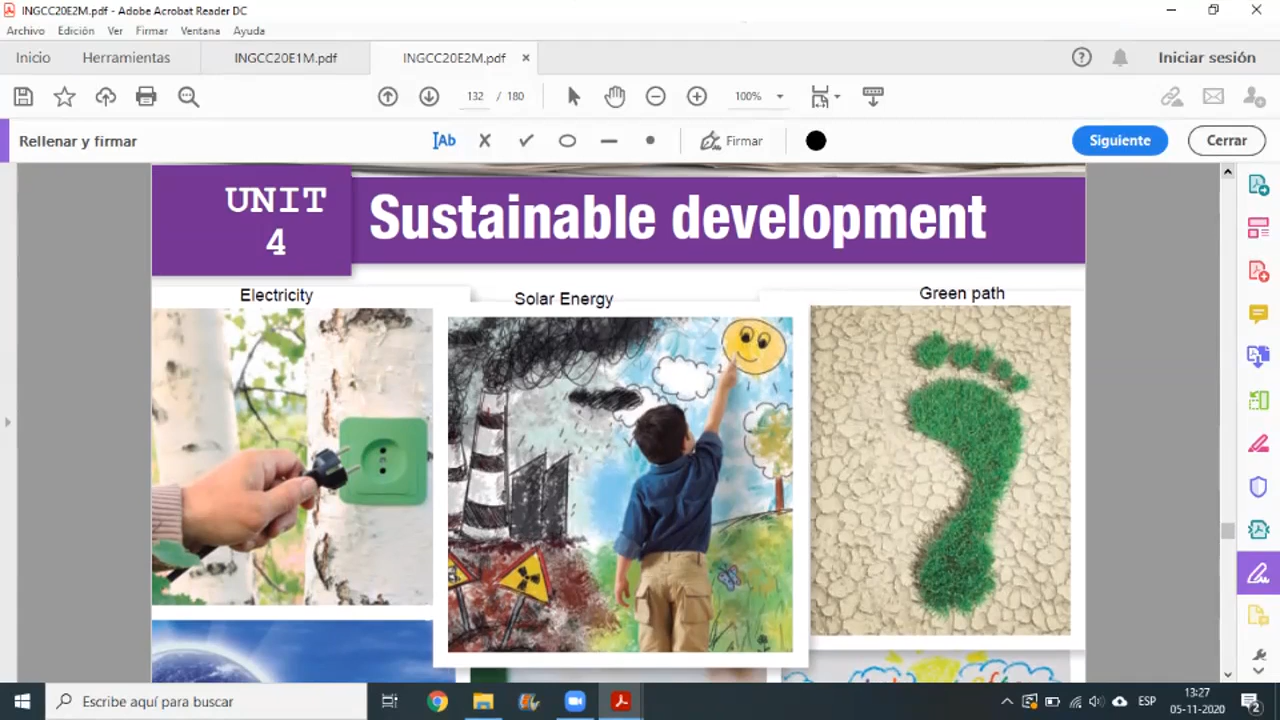 INGCC20E2M.pdf - Adobe Acrobat Reader DC
Archivo Edición Ver Firmar Ventana Ayuda
Inicio Herramientas INGCC20E1M.pdf INGCC20E2M.pdf × Iniciar sesión
132 / 180 100%
Rellenar y firmar Ab Firmar Siguiente Cerrar
UNIT
4
Sustainable development
Electricity
Solar Energy
Green path
Escribe aquí para buscar
ESP
13:27
05-11-2020
2